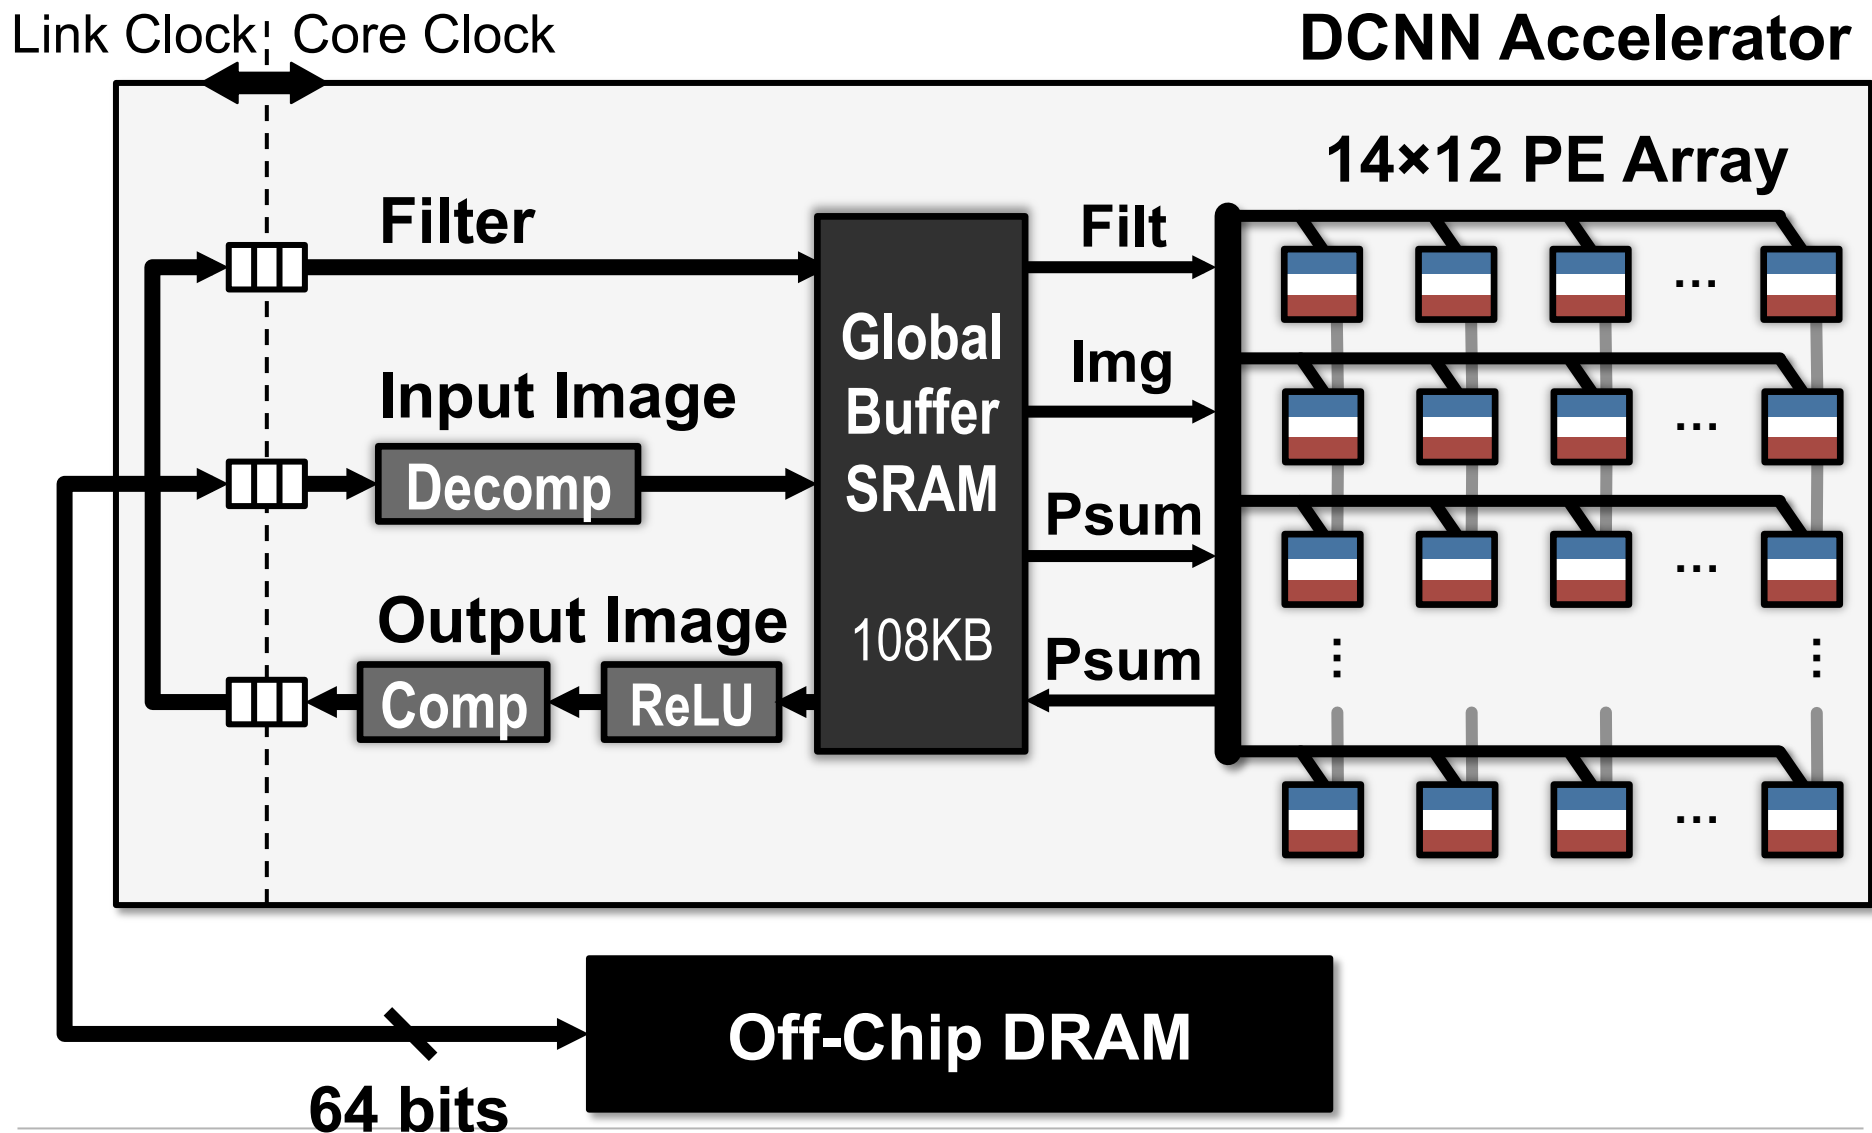 Link Clock
Core Clock
DCNN Accelerator
14×12 PE Array
Filter
Filt
Input Image
Img
Decomp
Global
Buffer
SRAM
108KB
Psum
Output Image
Psum
Comp
ReLU
...
...
...
...
...
...
Off-Chip DRAM
64 bits